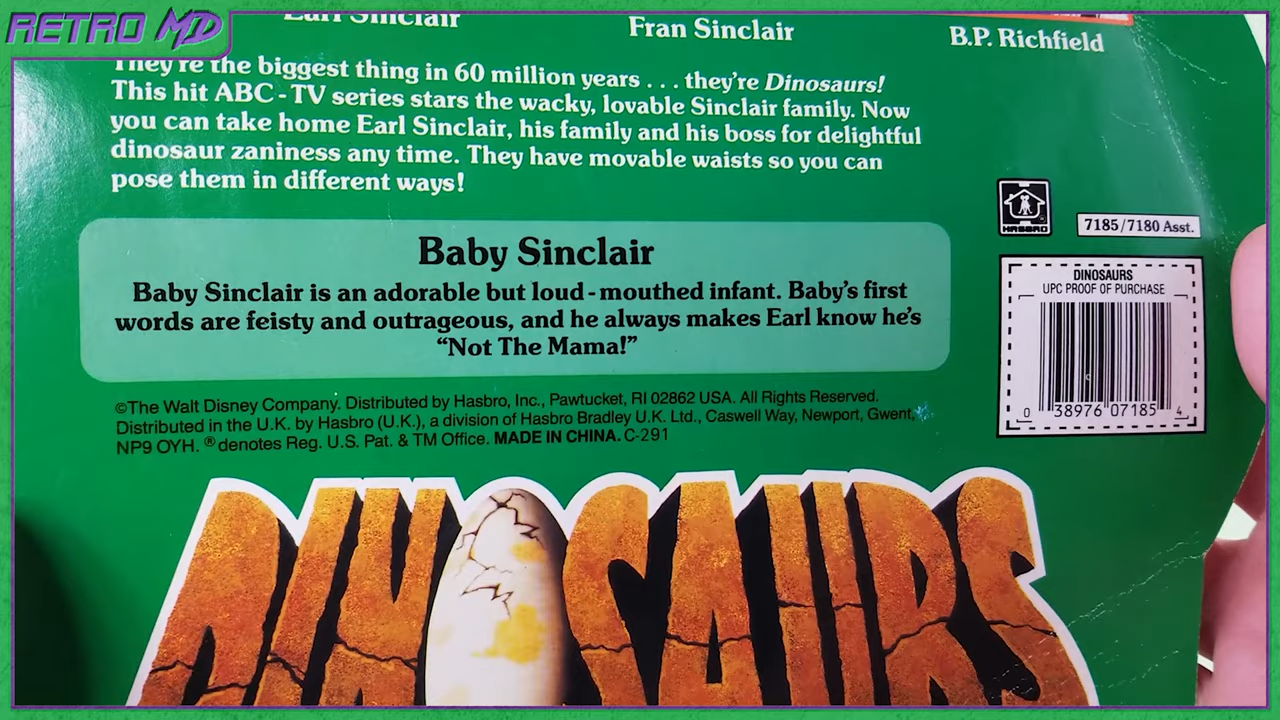 RETRO MD
Earl Sinclair
Fran Sinclair
B.P. Richfield
They're the biggest thing in 60 million years . . . they're Dinosaurs!
This hit ABC-TV series stars the wacky, lovable Sinclair family. Now
you can take home Earl Sinclair, his family and his boss for delightful
dinosaur zaniness any time. They have movable waists so you can
pose them in different ways!
HASBRO
®
7185/7180 Asst.
Baby Sinclair
Baby Sinclair is an adorable but loud-mouthed infant. Baby's first
words are feisty and outrageous, and he always makes Earl know he's
“Not The Mama!”
DINOSAURS
UPC PROOF OF PURCHASE
0 38976 07185 4
©The Walt Disney Company. Distributed by Hasbro, Inc., Pawtucket, RI 02862 USA. All Rights Reserved.
Distributed in the U.K. by Hasbro (U.K.), a division of Hasbro Bradley U.K. Ltd., Caswell Way, Newport, Gwent,
NP9 OYH. ® denotes Reg. U.S. Pat. & TM Office. MADE IN CHINA. C-291
DINOSAURS